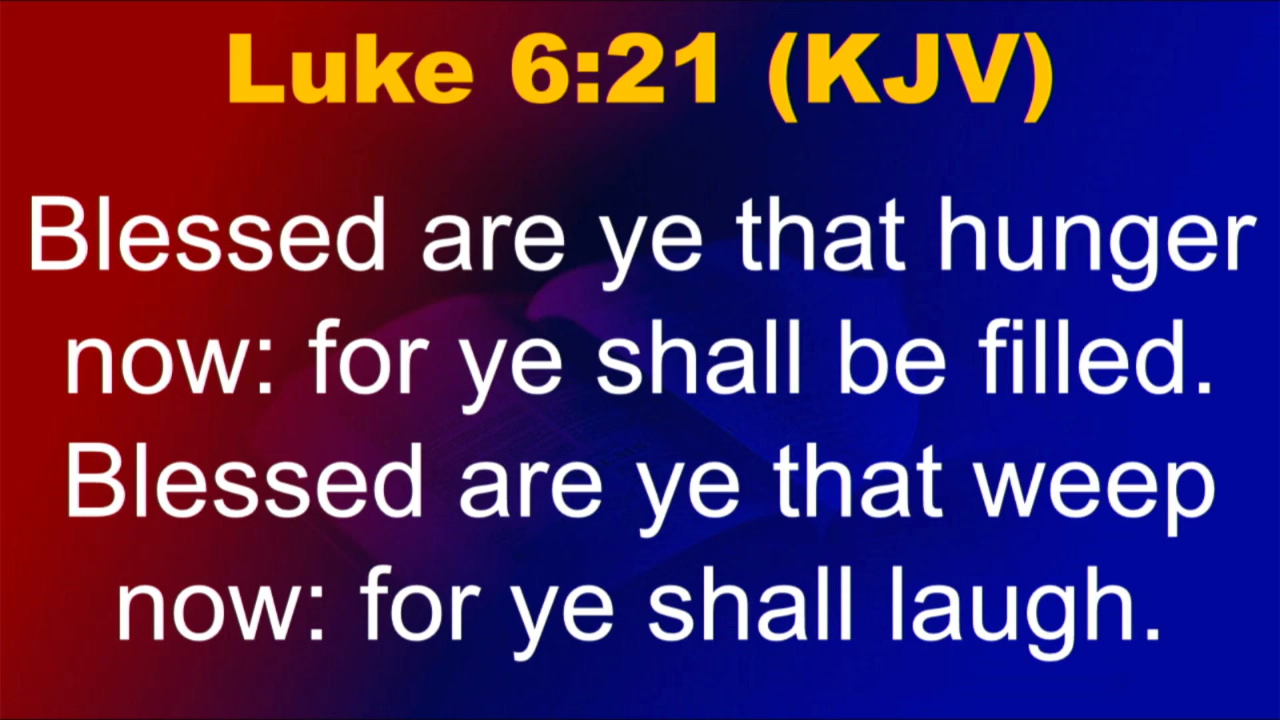 Luke 6:21 (KJV)
Blessed are ye that hunger
now: for ye shall be filled.
Blessed are ye that weep
now: for ye shall laugh.